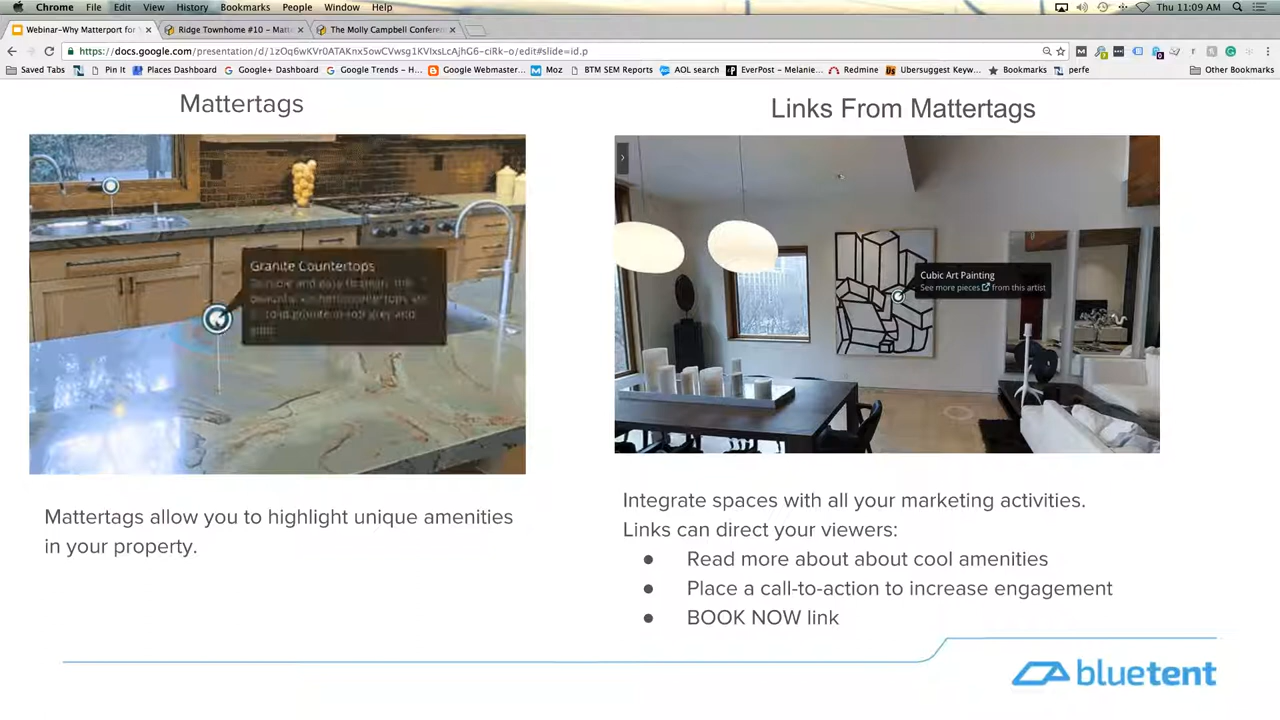 Chrome File Edit View History Bookmarks People Window Help Thu 11:09 AM
Webinar-Why Matterport for Ridge Townhome #10 – Matt The Molly Campbell Conferen
https://docs.google.com/presentation/d/1zOq6wKVr0ATAKnx5owCVwsg1KVIxsLcAjhG6-ciRk-o/edit#slide=id.p
Saved Tabs Pin It Places Dashboard Google+ Dashboard Google Trends - H... Google Webmaster... Moz BTM SEM Reports AOL search EverPost – Melanie... Redmine Ubersuggest Keyw... Bookmarks perfe Other Bookmarks
Mattertags
Links From Mattertags
Granite Countertops
Cubic Art Painting
See more pieces from this artist
Mattertags allow you to highlight unique amenities
in your property.
Integrate spaces with all your marketing activities.
Links can direct your viewers:
● Read more about about cool amenities
● Place a call-to-action to increase engagement
● BOOK NOW link
bluetent